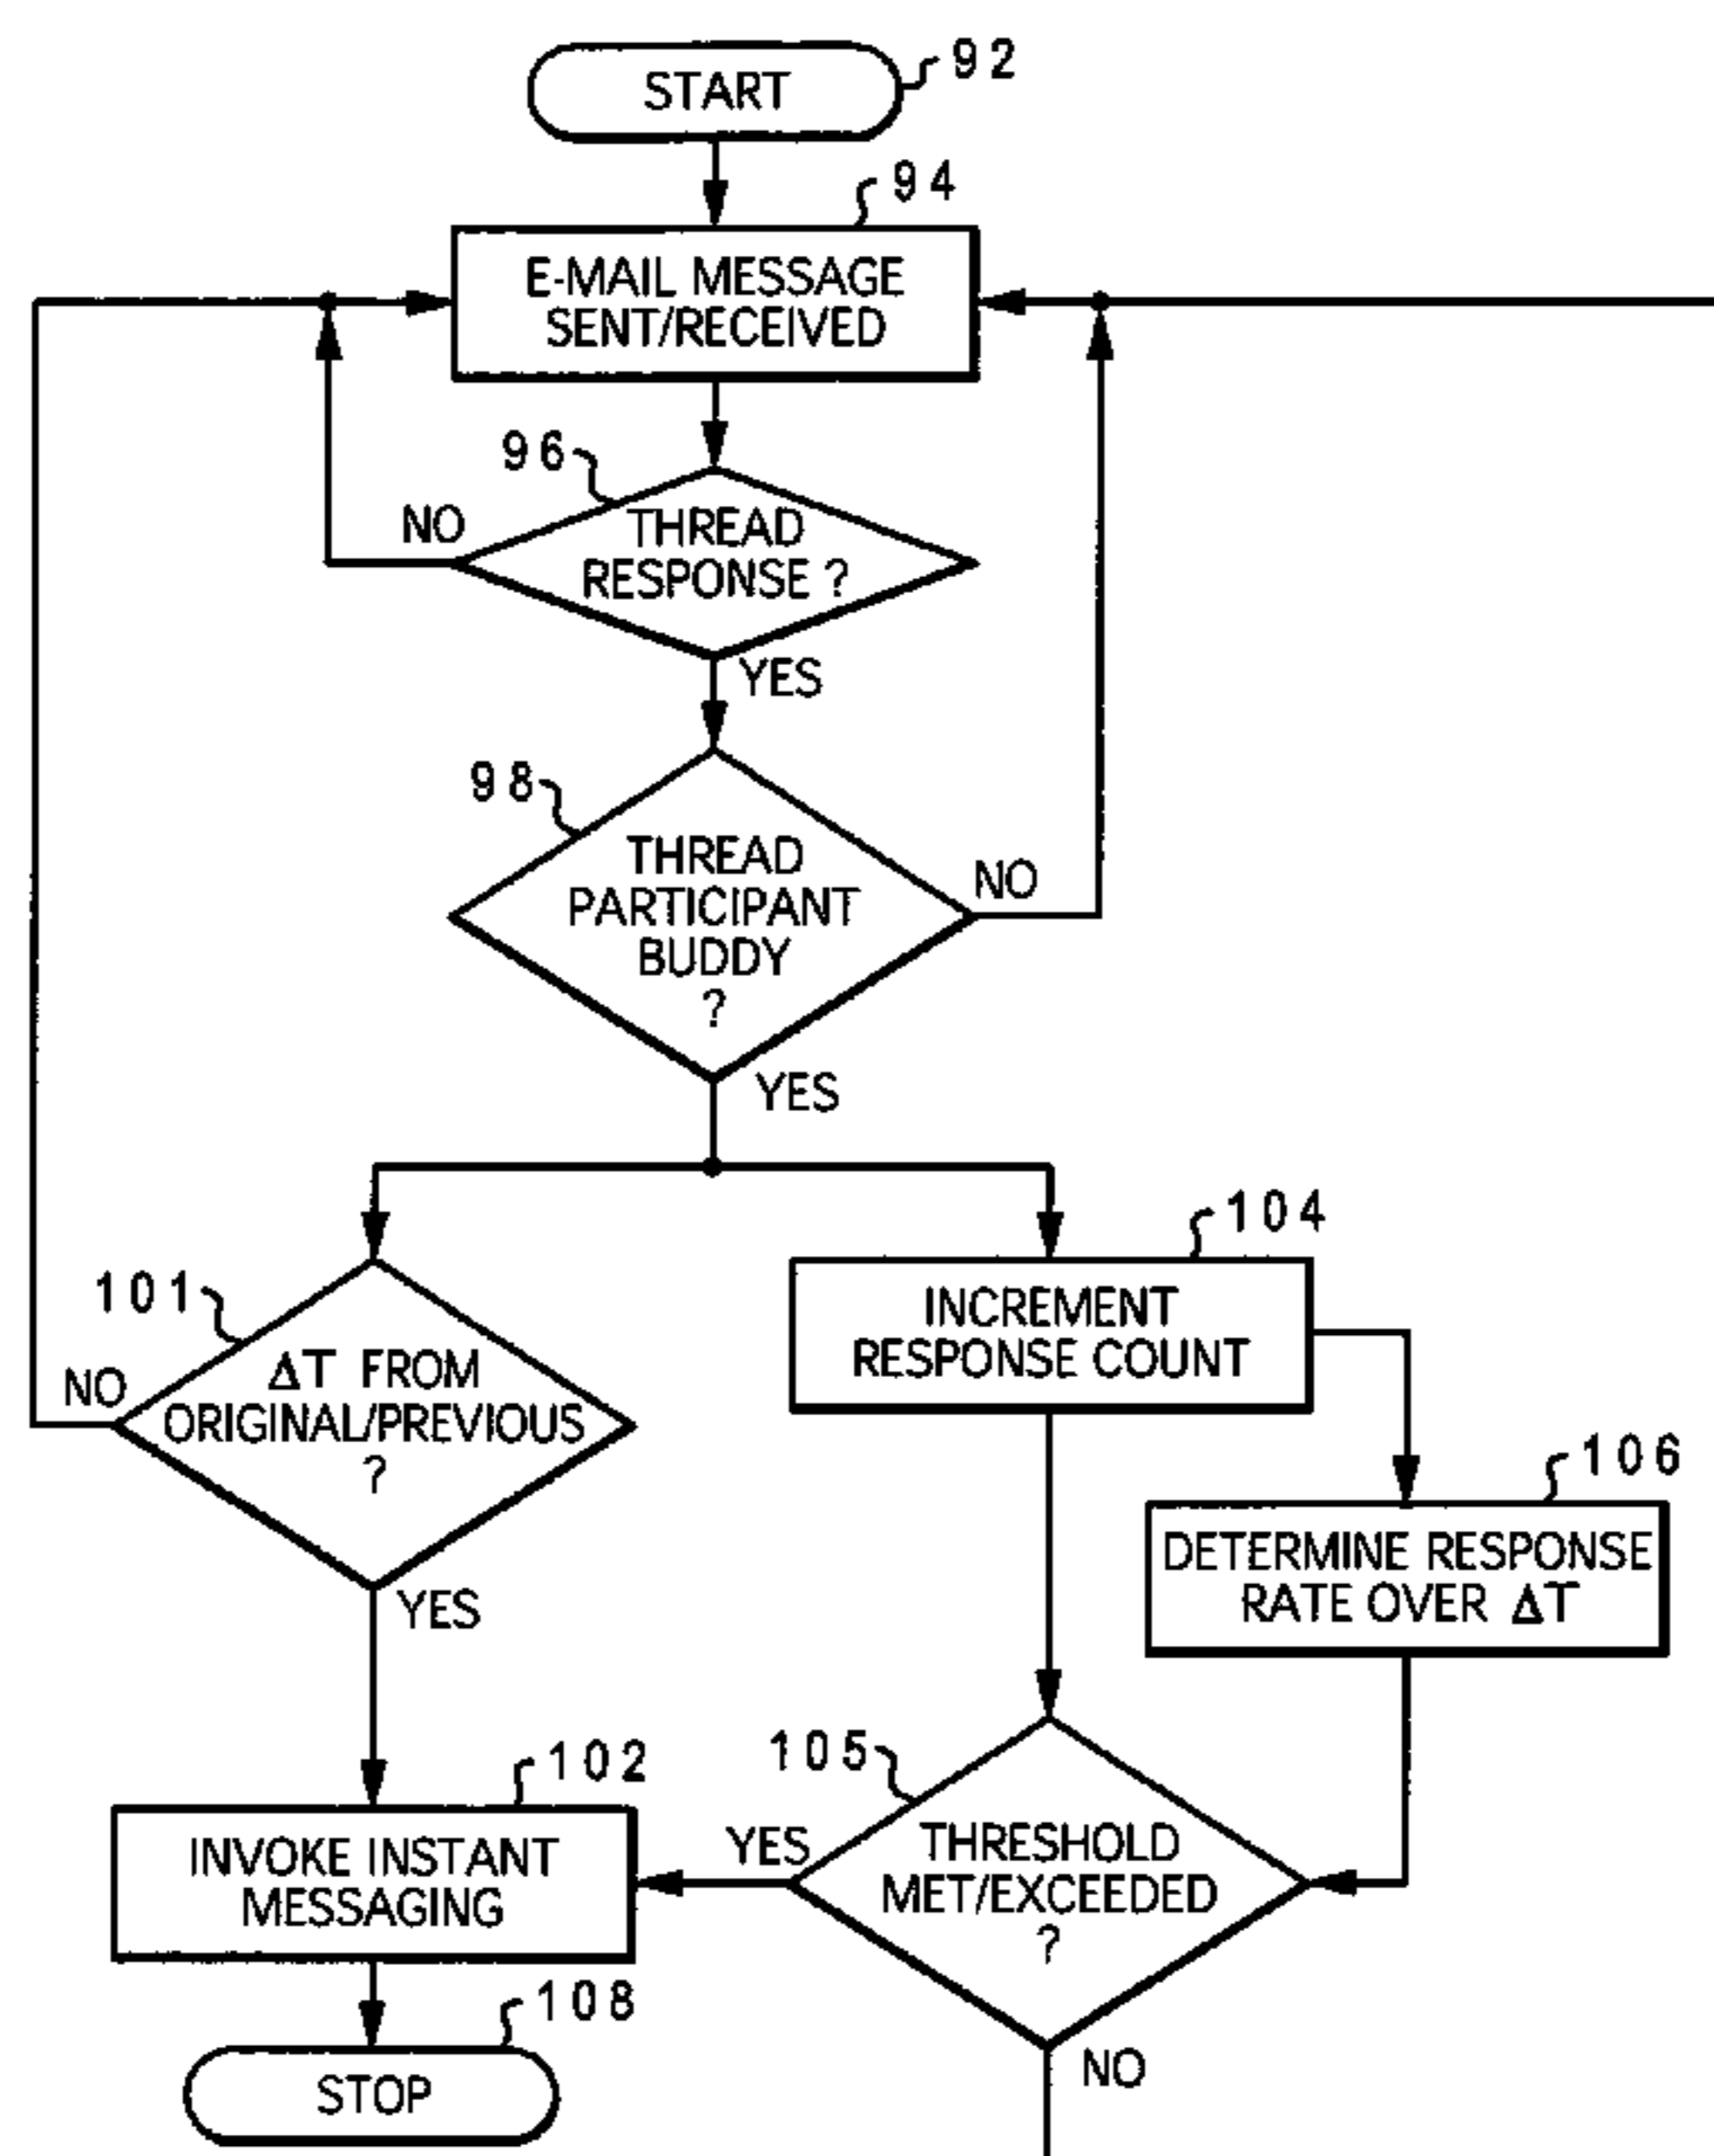 START
92
94
E-MAIL MESSAGE
SENT/RECEIVED
96
NO
THREAD
RESPONSE ?
YES
98
THREAD
PARTICIPANT
BUDDY
?
NO
YES
104
101
INCREMENT
RESPONSE COUNT
NO
ΔT FROM
ORIGINAL/PREVIOUS
?
106
DETERMINE RESPONSE
RATE OVER ΔT
YES
102
105
INVOKE INSTANT
MESSAGING
YES
THRESHOLD
MET/EXCEEDED
?
108
STOP
NO